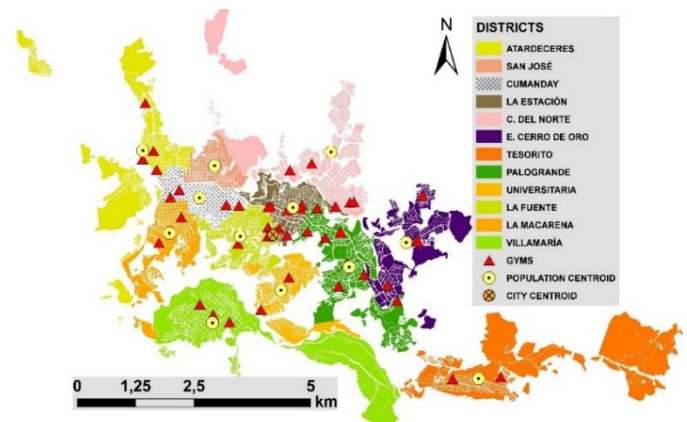 N
DISTRICTS
ATARDECERES
SAN JOSÉ
CUMANDAY
LA ESTACIÓN
C. DEL NORTE
E. CERRO DE ORO
TESORITO
PALOGRANDE
UNIVERSITARIA
LA FUENTE
LA MACARENA
VILLAMARÍA
GYMS
POPULATION CENTROID
CITY CENTROID
0 1,25 2,5 5
km